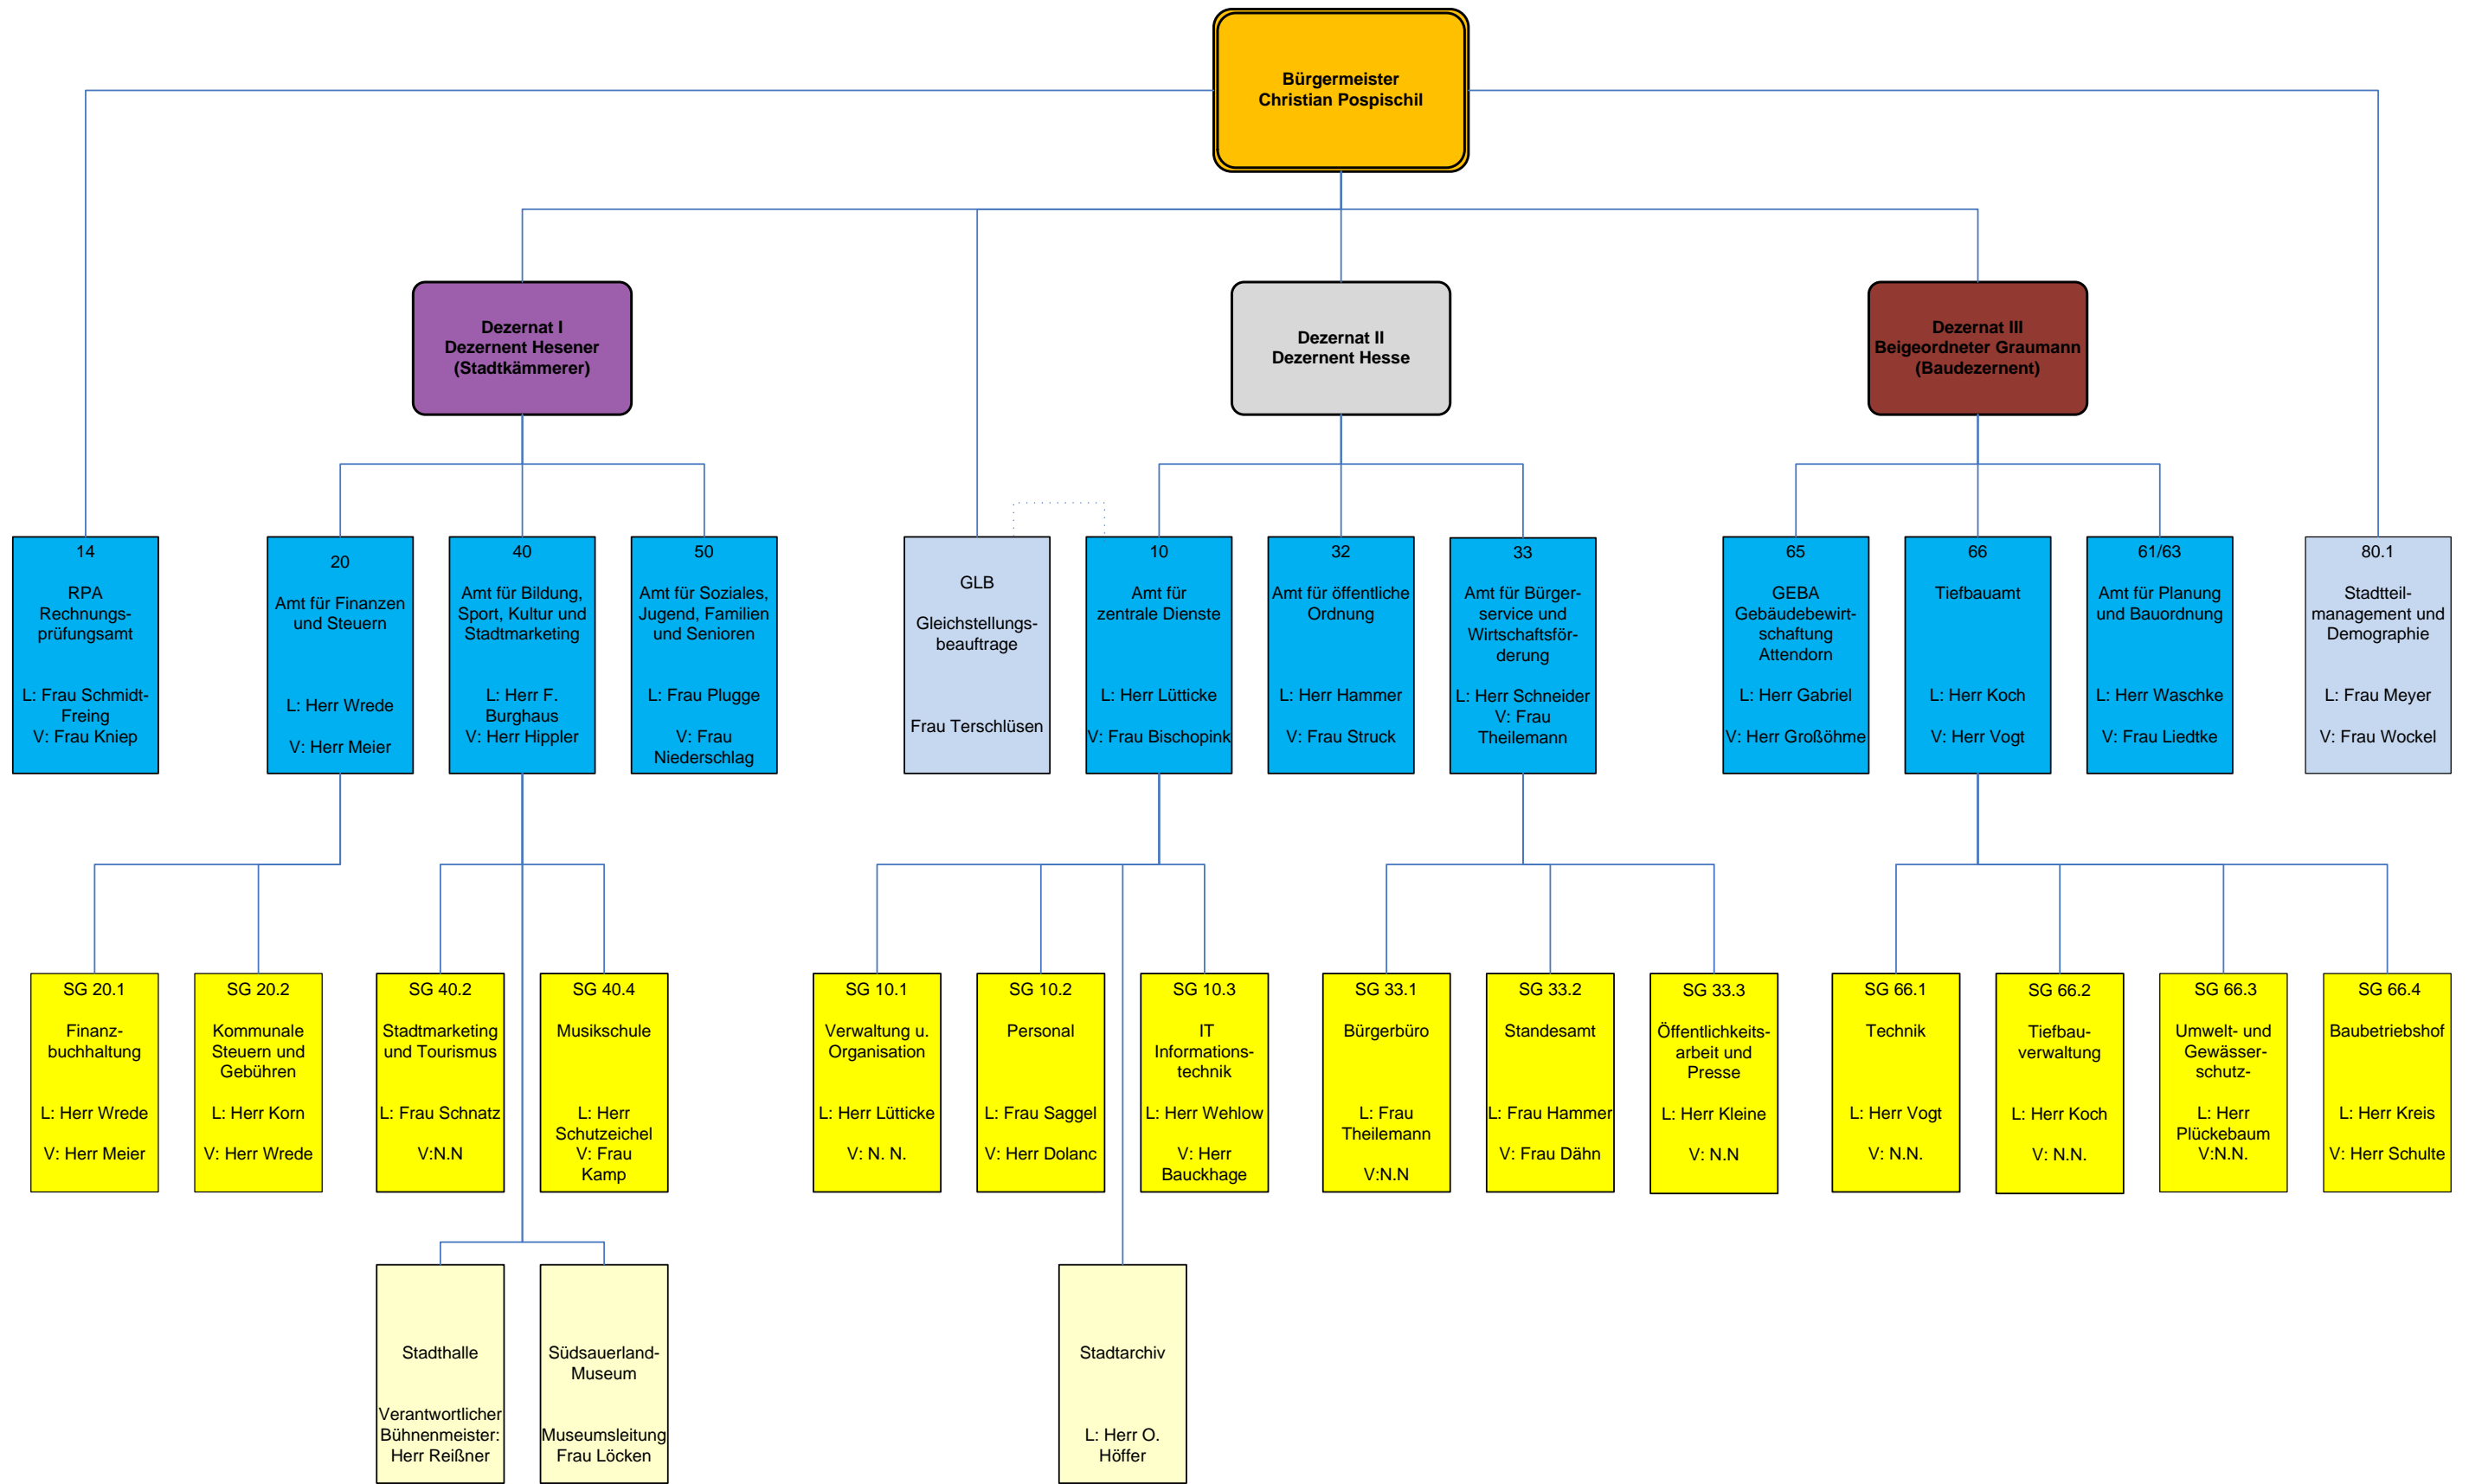 Bürgermeister
Christian Pospischil
Dezernat I
Dezernent Hesener
(Stadtkämmerer)
Dezernat II
Dezernent Hesse
Dezernat III
Beigeordneter Graumann
(Baudezernent)
14
RPA
Rechnungs-
prüfungsamt
L: Frau Schmidt-
Freing
V: Frau Kniep
20
Amt für Finanzen
und Steuern
L: Herr Wrede
V: Herr Meier
40
Amt für Bildung,
Sport, Kultur und
Stadtmarketing
L: Herr F.
Burghaus
V: Herr Hippler
50
Amt für Soziales,
Jugend, Familien
und Senioren
L: Frau Plugge
V: Frau
Niederschlag
GLB
Gleichstellungs-
beauftrage
Frau Terschlüsen
10
Amt für
zentrale Dienste
L: Herr Lütticke
V: Frau Bischopink
32
Amt für öffentliche
Ordnung
L: Herr Hammer
V: Frau Struck
33
Amt für Bürger-
service und
Wirtschaftsför-
derung
L: Herr Schneider
V: Frau
Theilemann
65
GEBA
Gebäudebewirt-
schaftung
Attendorn
L: Herr Gabriel
V: Herr Großöhme
66
Tiefbauamt
L: Herr Koch
V: Herr Vogt
61/63
Amt für Planung
und Bauordnung
L: Herr Waschke
V: Frau Liedtke
80.1
Stadtteil-
management und
Demographie
L: Frau Meyer
V: Frau Wockel
SG 20.1
Finanz-
buchhaltung
L: Herr Wrede
V: Herr Meier
SG 20.2
Kommunale
Steuern und
Gebühren
L: Herr Korn
V: Herr Wrede
SG 40.2
Stadtmarketing
und Tourismus
L: Frau Schnatz
V:N.N
SG 40.4
Musikschule
L: Herr
Schutzeichel
V: Frau
Kamp
SG 10.1
Verwaltung u.
Organisation
L: Herr Lütticke
V: N. N.
SG 10.2
Personal
L: Frau Saggel
V: Herr Dolanc
SG 10.3
IT
Informations-
technik
L: Herr Wehlow
V: Herr
Bauckhage
SG 33.1
Bürgerbüro
L: Frau
Theilemann
V:N.N
SG 33.2
Standesamt
L: Frau Hammer
V: Frau Dähn
SG 33.3
Öffentlichkeits-
arbeit und
Presse
L: Herr Kleine
V: N.N
SG 66.1
Technik
L: Herr Vogt
V: N.N.
SG 66.2
Tiefbau-
verwaltung
L: Herr Koch
V: N.N.
SG 66.3
Umwelt- und
Gewässer-
schutz-
L: Herr
Plückebaum
V:N.N.
SG 66.4
Baubetriebshof
L: Herr Kreis
V: Herr Schulte
Stadthalle
Verantwortlicher
Bühnenmeister:
Herr Reißner
Südsauerland-
Museum
Museumsleitung
Frau Löcken
Stadtarchiv
L: Herr O.
Höffer